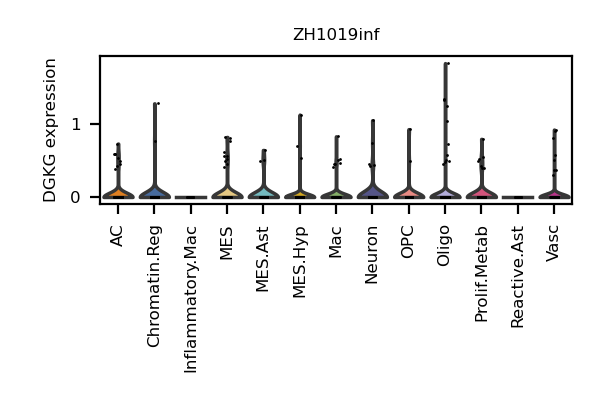 ZH1019inf
DGKG expression
1
0
AC
Chromatin.Reg
Inflammatory.Mac
MES
MES.Ast
MES.Hyp
Mac
Neuron
OPC
Oligo
Prolif.Metab
Reactive.Ast
Vasc